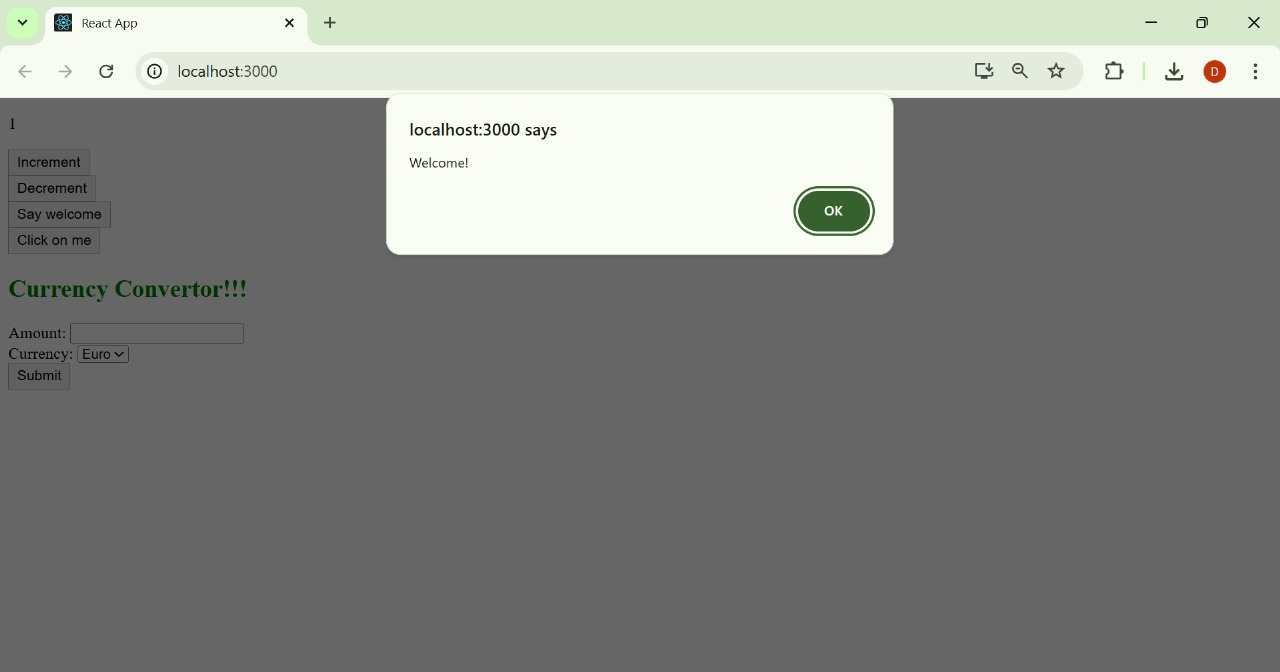 React App
localhost:3000
D
localhost:3000 says
Welcome!
OK
1
Increment
Decrement
Say welcome
Click on me
Currency Convertor!!!
Amount:
Currency: Euro
Submit